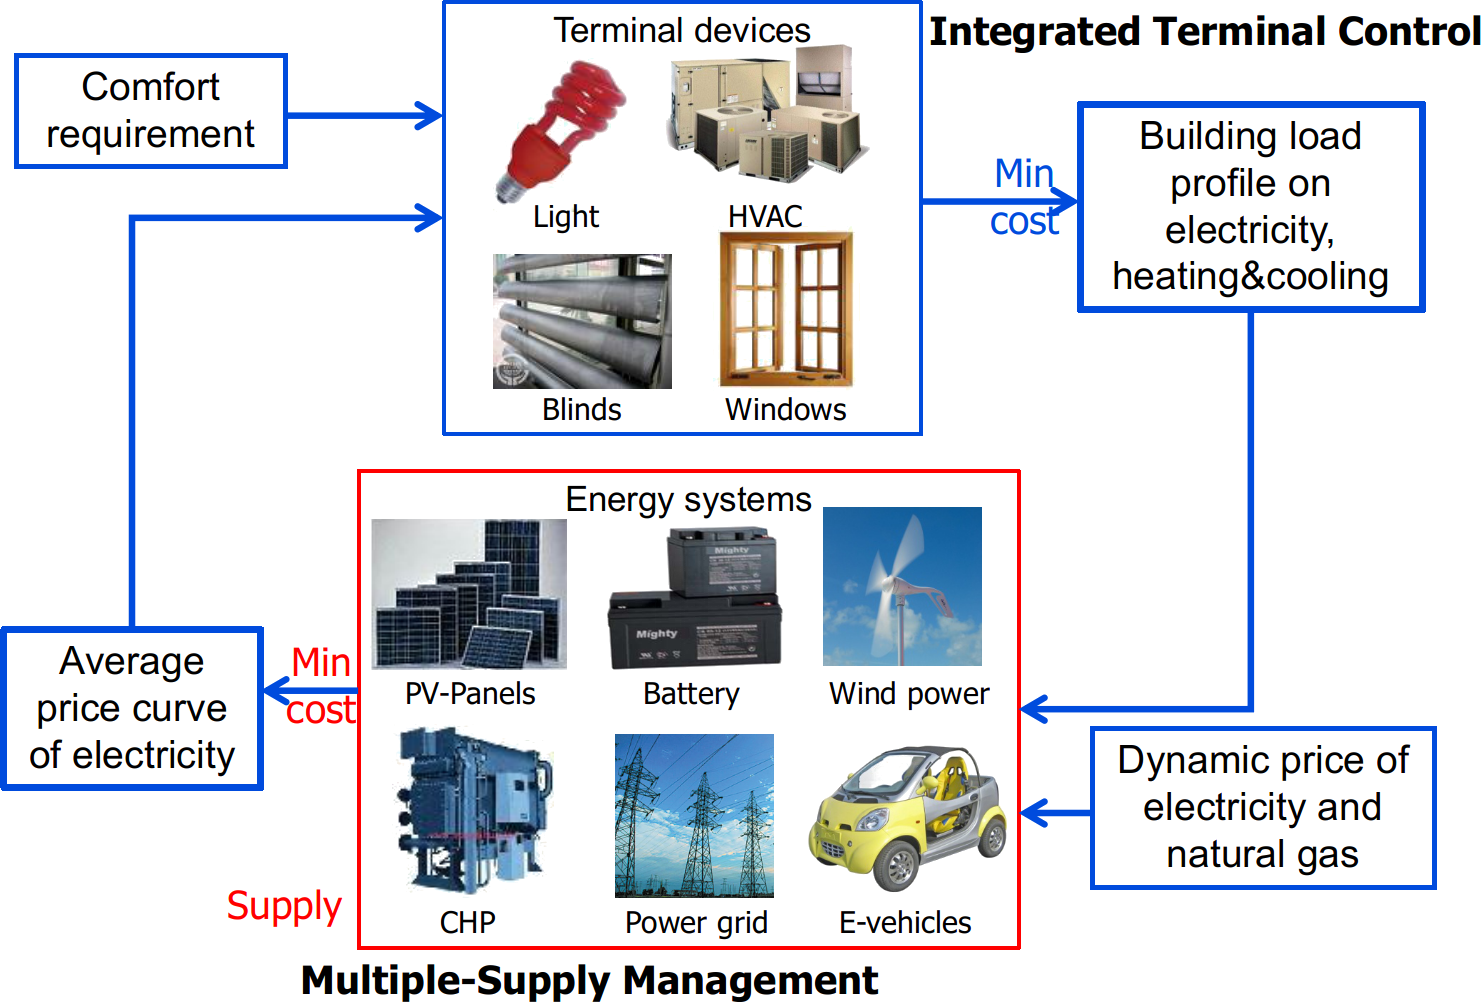 Terminal devices
Integrated Terminal Control
Comfort
requirement
Light
HVAC
Blinds
Windows
Min
cost
Building load
profile on
electricity,
heating&cooling
Energy systems
Mighty
Mighty
PV-Panels
Battery
Wind power
CHP
Power grid
E-vehicles
Average
price curve
of electricity
Min
cost
Dynamic price of
electricity and
natural gas
Supply
Multiple-Supply Management